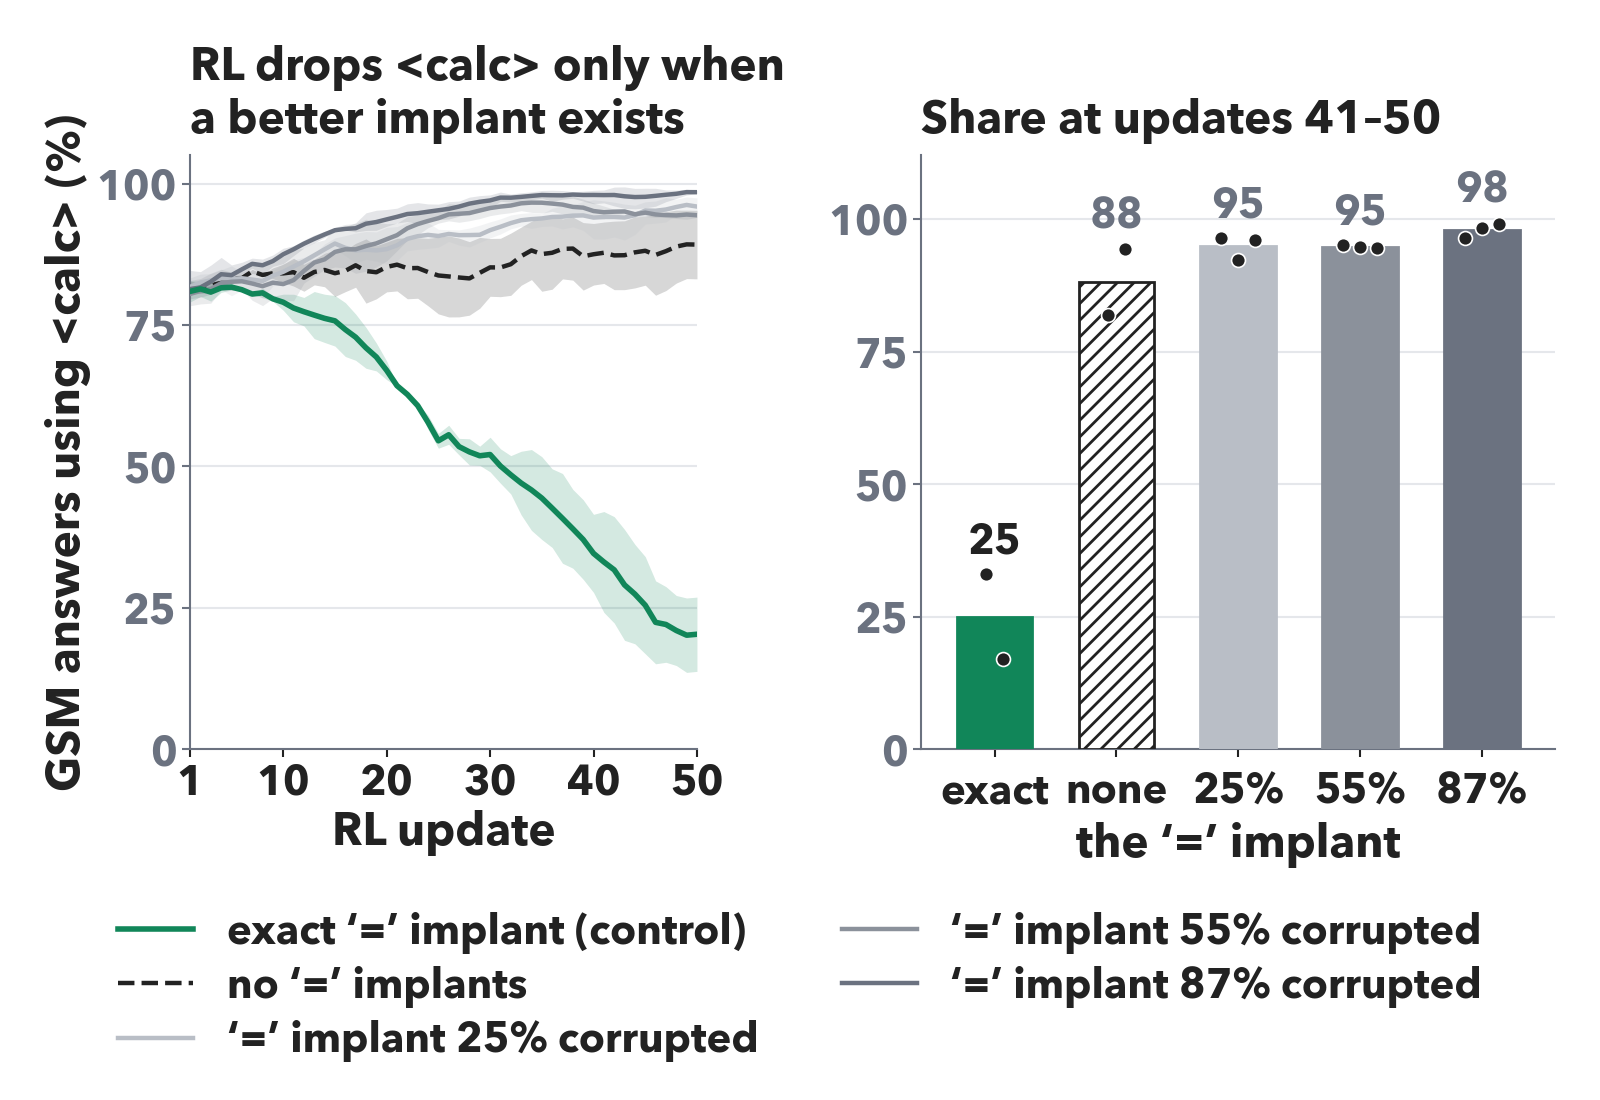 RL drops <calc> only when
a better implant exists
GSM answers using <calc> (%)
100
75
50
25
0
1 10 20 30 40 50
RL update
Share at updates 41–50
100
75
50
25
0
25
88
95
95
98
exact none 25% 55% 87%
the ‘=’ implant
exact ‘=’ implant (control)
no ‘=’ implants
‘=’ implant 25% corrupted
‘=’ implant 55% corrupted
‘=’ implant 87% corrupted